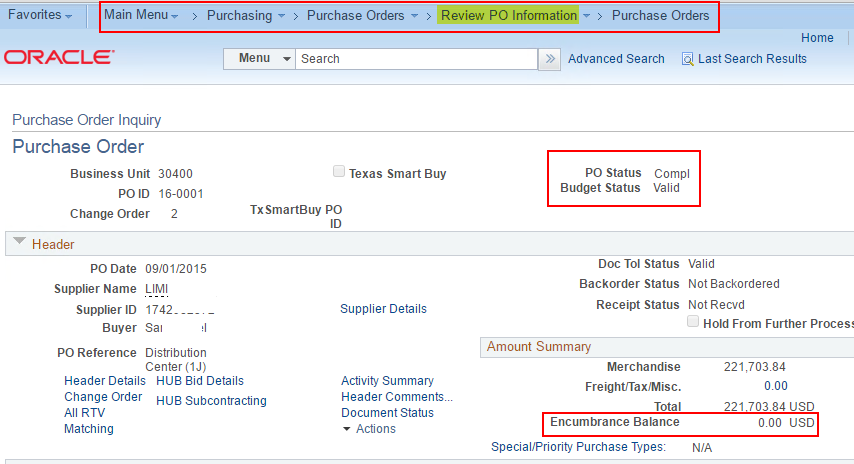 Favorites Main Menu > Purchasing > Purchase Orders > Review PO Information > Purchase Orders
Home
ORACLE Menu Search Advanced Search Last Search Results
Purchase Order Inquiry
Purchase Order
Business Unit 30400 Texas Smart Buy PO Status Compl
PO ID 16-0001 Budget Status Valid
Change Order 2 TxSmartBuy PO
ID
Header
PO Date 09/01/2015 Doc Tol Status Valid
Supplier Name LIMI Backorder Status Not Backordered
Supplier ID Supplier Details Receipt Status Not Recvd
Buyer Hold From Further Process
PO Reference Distribution
Center (1J)
Amount Summary
Merchandise 221,703.84
Header Details HUB Bid Details Activity Summary Freight/Tax/Misc. 0.00
Change Order HUB Subcontracting Header Comments... Total 221,703.84 USD
All RTV Document Status Encumbrance Balance 0.00 USD
Matching Actions
Special/Priority Purchase Types: N/A